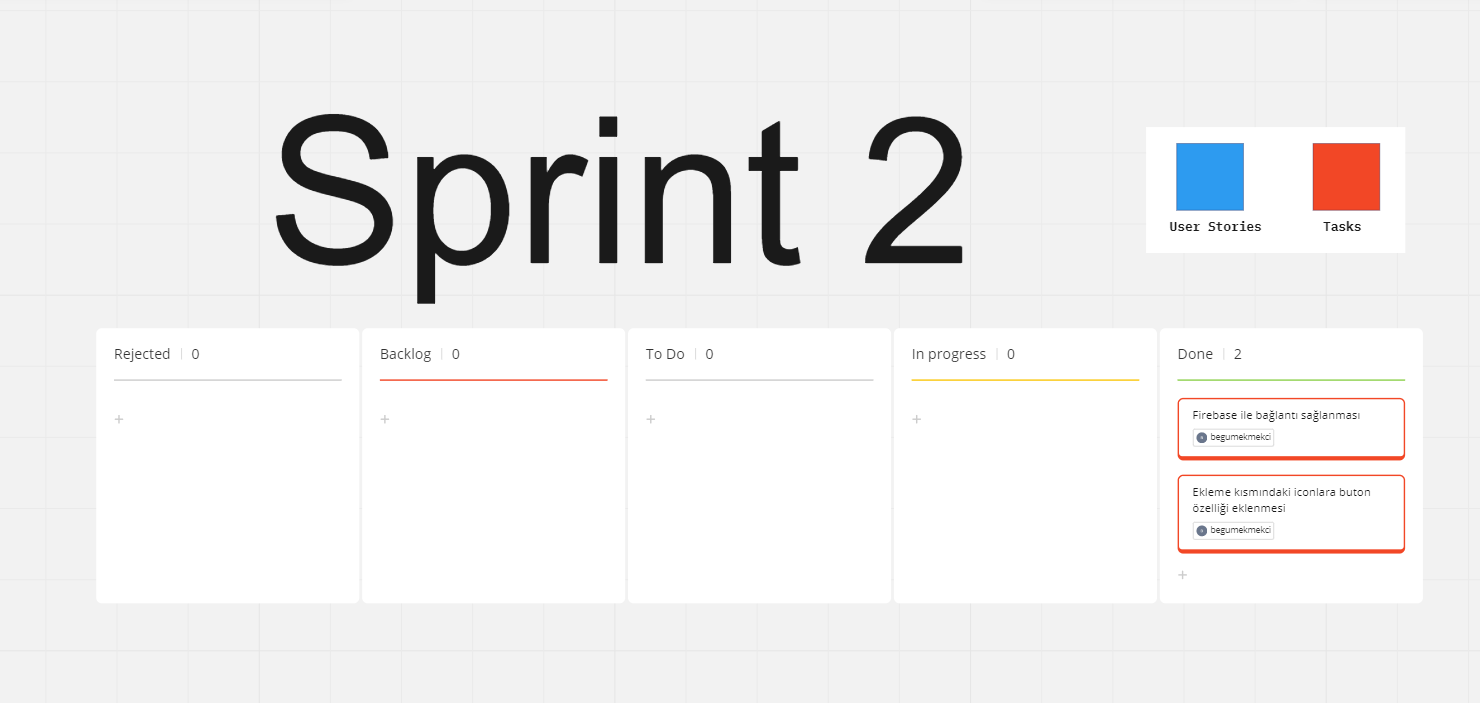 Sprint 2
User Stories
Tasks
Rejected | 0
Backlog | 0
To Do | 0
In progress | 0
Done | 2
+
+
+
+
Firebase ile bağlantı sağlanması
begumekmekci
Ekleme kısmındaki iconlara buton
özelliği eklenmesi
begumekmekci
+